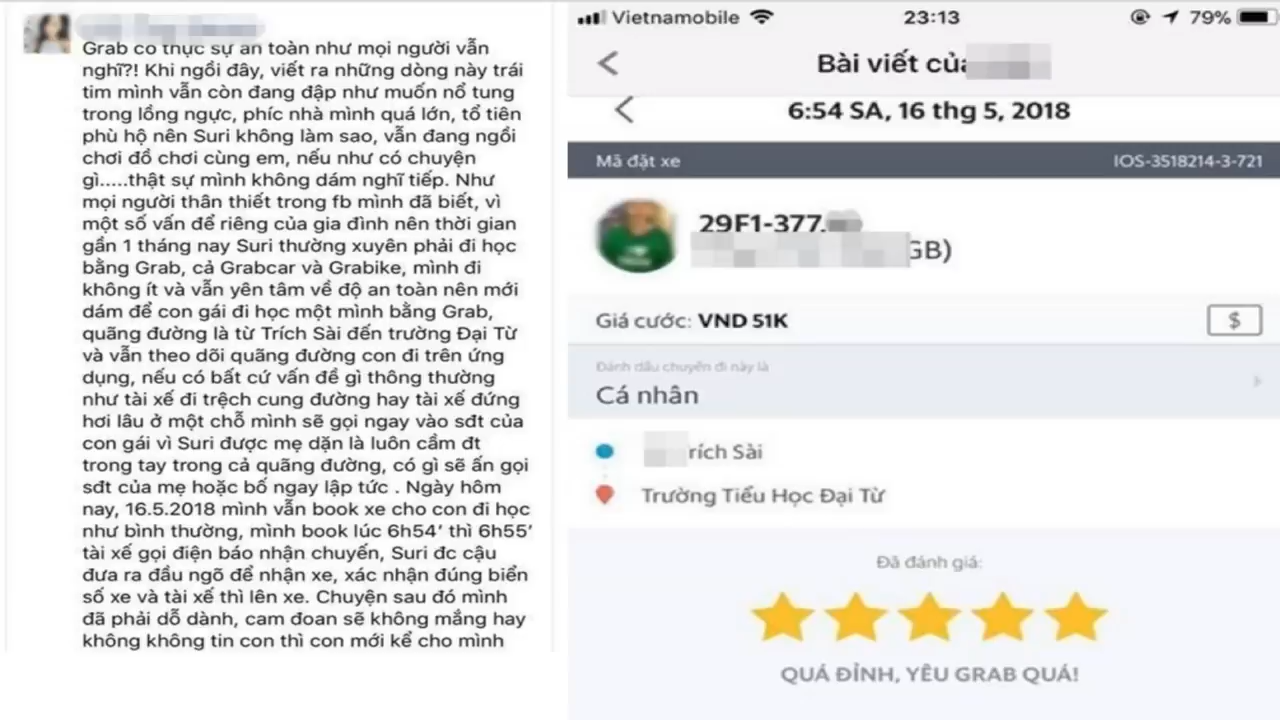 Grab có thực sự an toàn như mọi người vẫn
nghĩ?! Khi ngồi đây, viết ra những dòng này trái
tim mình vẫn còn đang đập như muốn nổ tung
trong lồng ngực, phíc nhà mình quá lớn, tổ tiên
phù hộ nên Suri không làm sao, vẫn đang ngồi
chơi đồ chơi cùng em, nếu như có chuyện
gì.....thật sự mình không dám nghĩ tiếp. Như
mọi người thân thiết trong fb mình đã biết, vì
một số vấn để riêng của gia đình nên thời gian
gần 1 tháng nay Suri thường xuyên phải đi học
bằng Grab, cả Grabcar và Grabike, mình đi
không ít và vẫn yên tâm về độ an toàn nên mới
dám để con gái đi học một mình bằng Grab,
quãng đường là từ Trích Sài đến trường Đại Từ
và vẫn theo dõi quãng đường con đi trên ứng
dụng, nếu có bất cứ vấn đề gì thông thường
như tài xế đi trệch cung đường hay tài xế đứng
hơi lâu ở một chỗ mình sẽ gọi ngay vào sđt của
con gái vì Suri được mẹ dặn là luôn cầm đt
trong tay trong cả quãng đường, có gì sẽ ấn gọi
sđt của mẹ hoặc bố ngay lập tức . Ngày hôm
nay, 16.5.2018 mình vẫn book xe cho con đi học
như bình thường, mình book lúc 6h54’ thì 6h55’
tài xế gọi điện báo nhận chuyến, Suri đc cậu
đưa ra đầu ngõ để nhận xe, xác nhận đúng biển
số xe và tài xế thì lên xe. Chuyện sau đó mình
đã phải dỗ dành, cam đoan sẽ không mắng hay
không không tin con thì con mới kể cho mình
Vietnamobile 23:13 79%
Bài viết của
6:54 SA, 16 thg 5, 2018
Mã đặt xe IOS-3518214-3-721
29F1-377.
GB)
Giá cước: VND 51K $
Đánh dấu chuyến đi này là
Cá nhân
rích Sài
Trường Tiểu Học Đại Từ
Đã đánh giá:
QUÁ ĐỈNH, YÊU GRAB QUÁ!